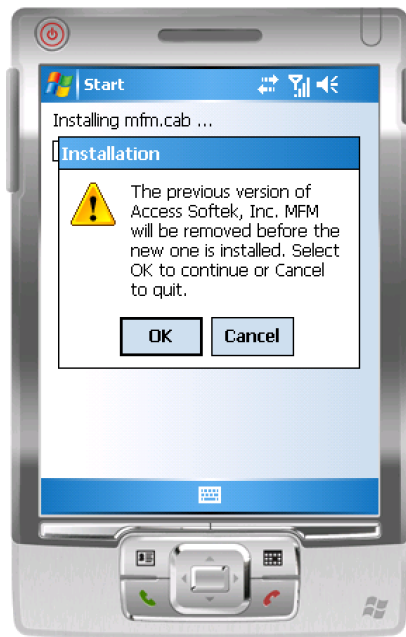 Start
Installing mfm.cab ...
Installation
The previous version of
Access Softek, Inc. MFM
will be removed before the
new one is installed. Select
OK to continue or Cancel
to quit.
OK
Cancel